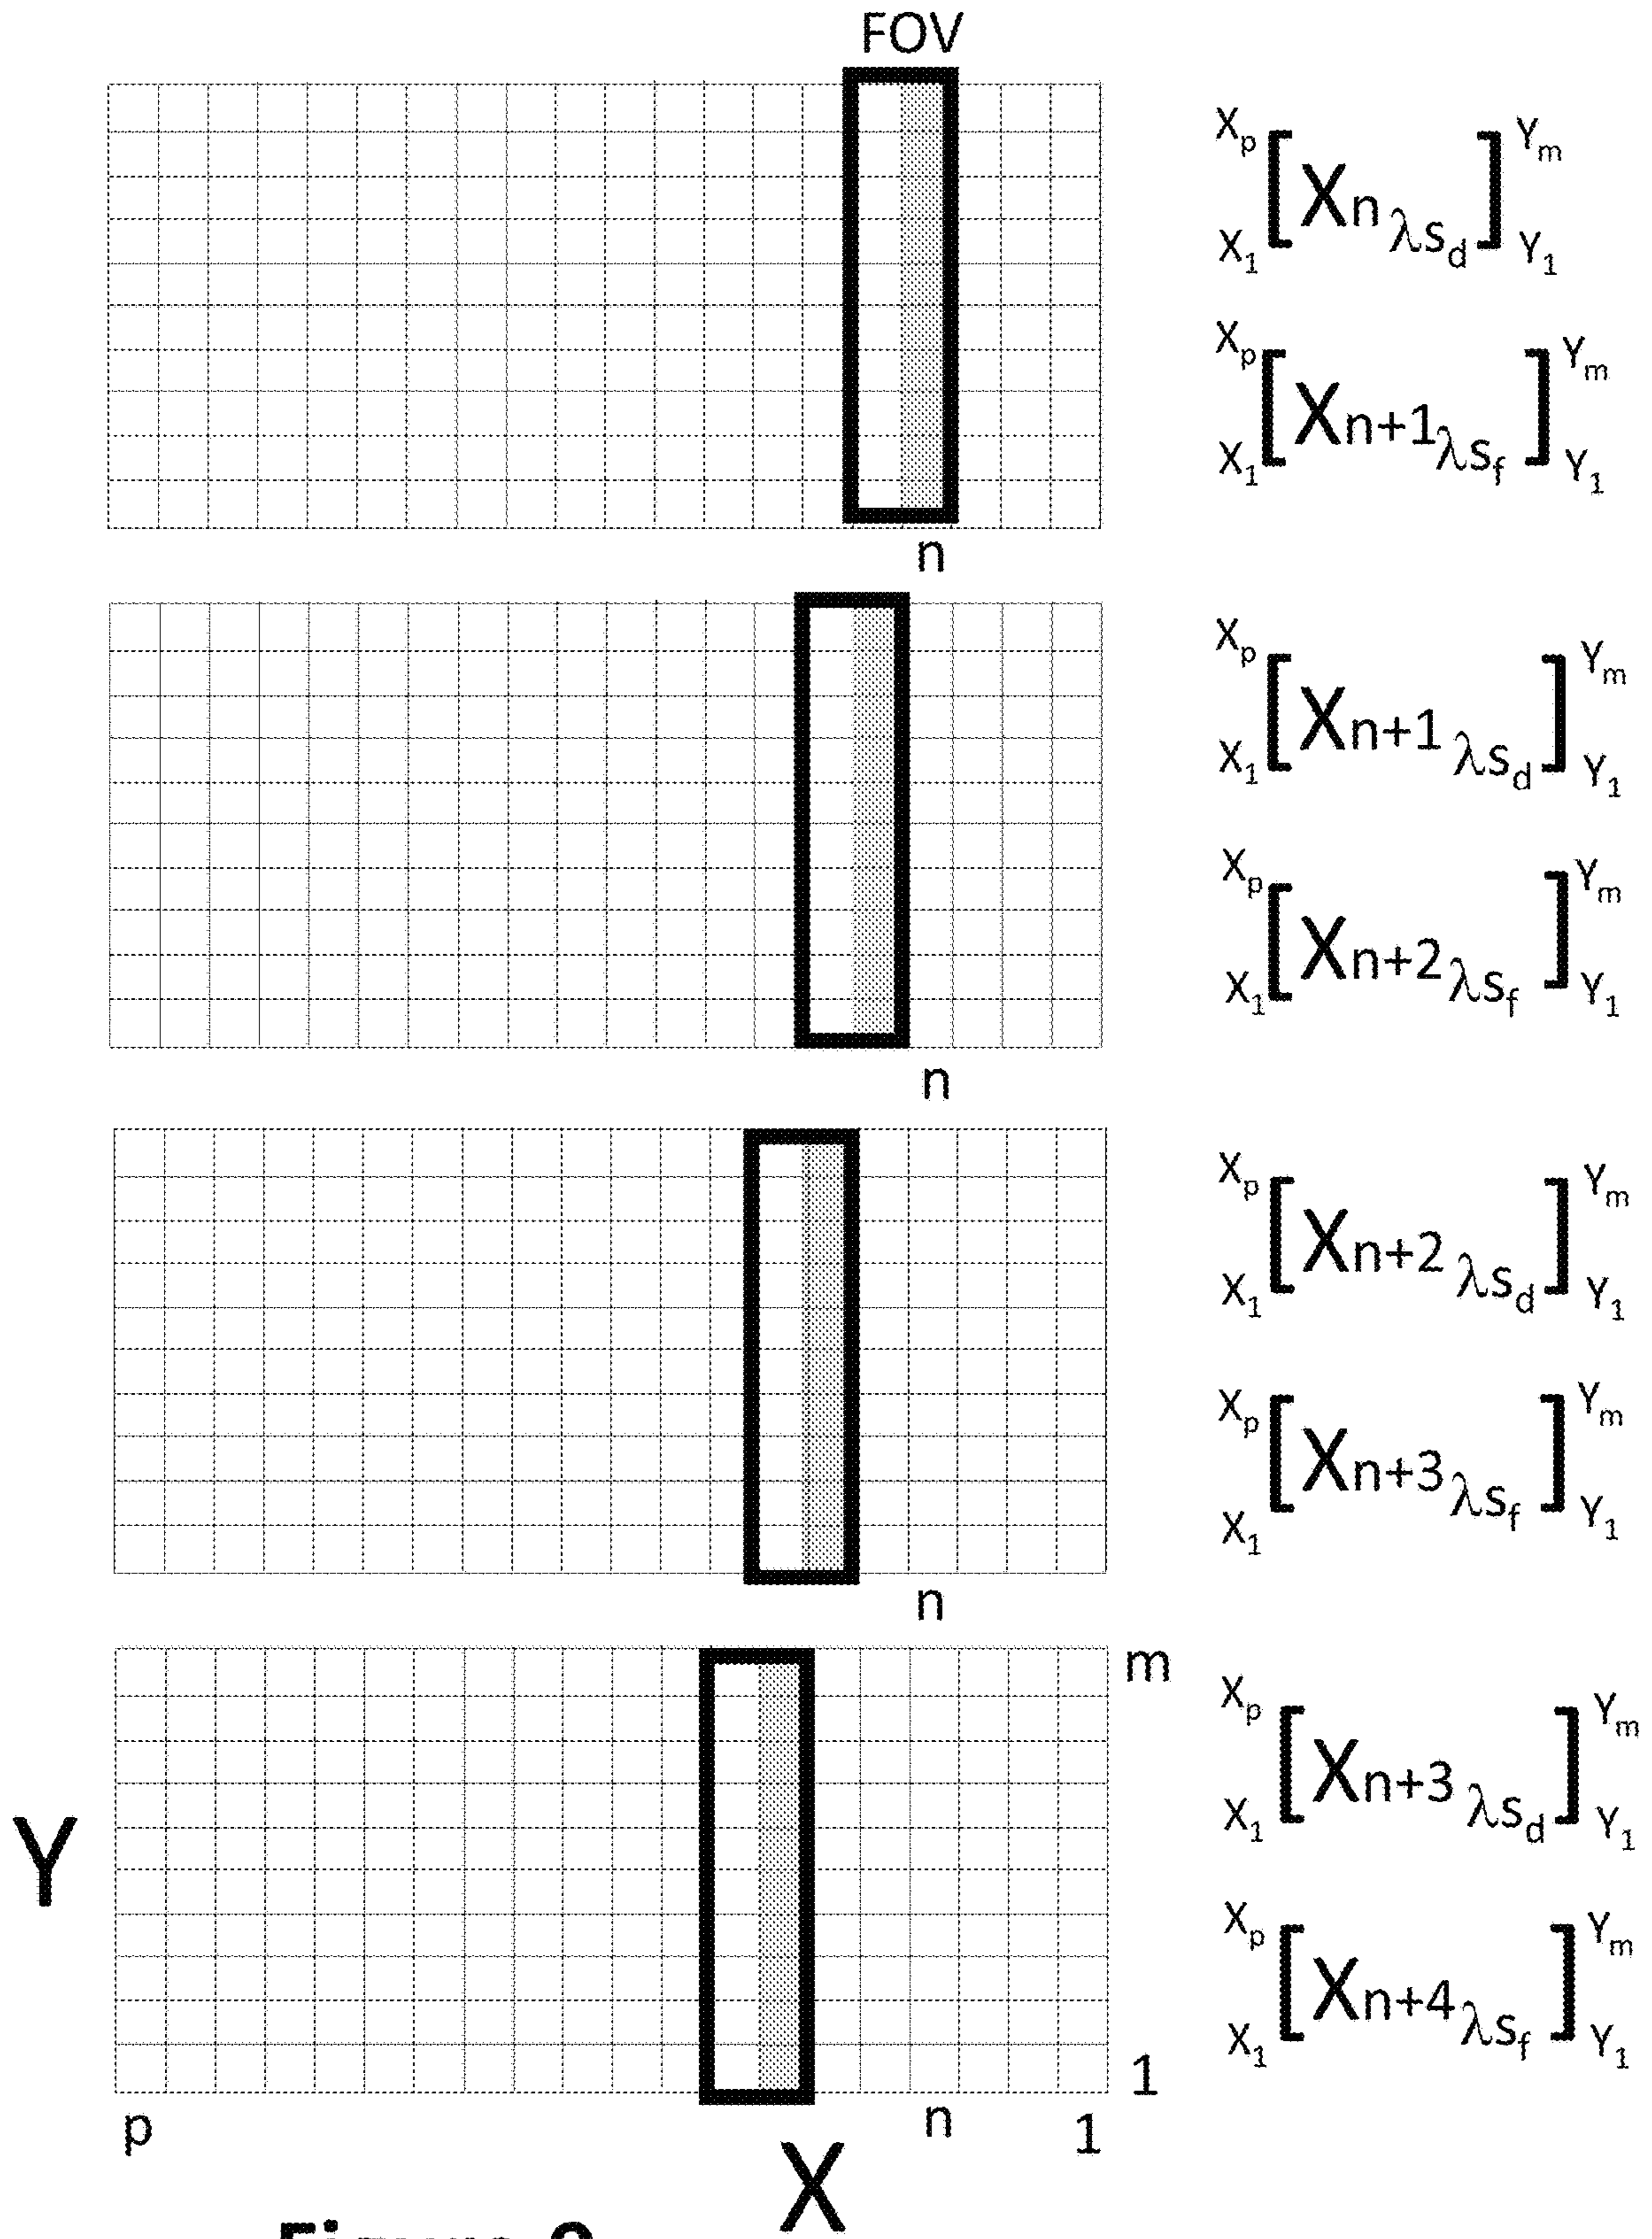 FOV
Xp [Xn λsd] Ym
X1 Y1
Xp [Xn+1 λsf] Ym
X1 Y1
n
Xp [Xn+1 λsd] Ym
X1 Y1
Xp [Xn+2 λsf] Ym
X1 Y1
n
Xp [Xn+2 λsd] Ym
X1 Y1
Xp [Xn+3 λsf] Ym
X1 Y1
n
m
Xp [Xn+3 λsd] Ym
X1 Y1
Y
Xp [Xn+4 λsf] Ym
X1 Y1
1
p n 1
X